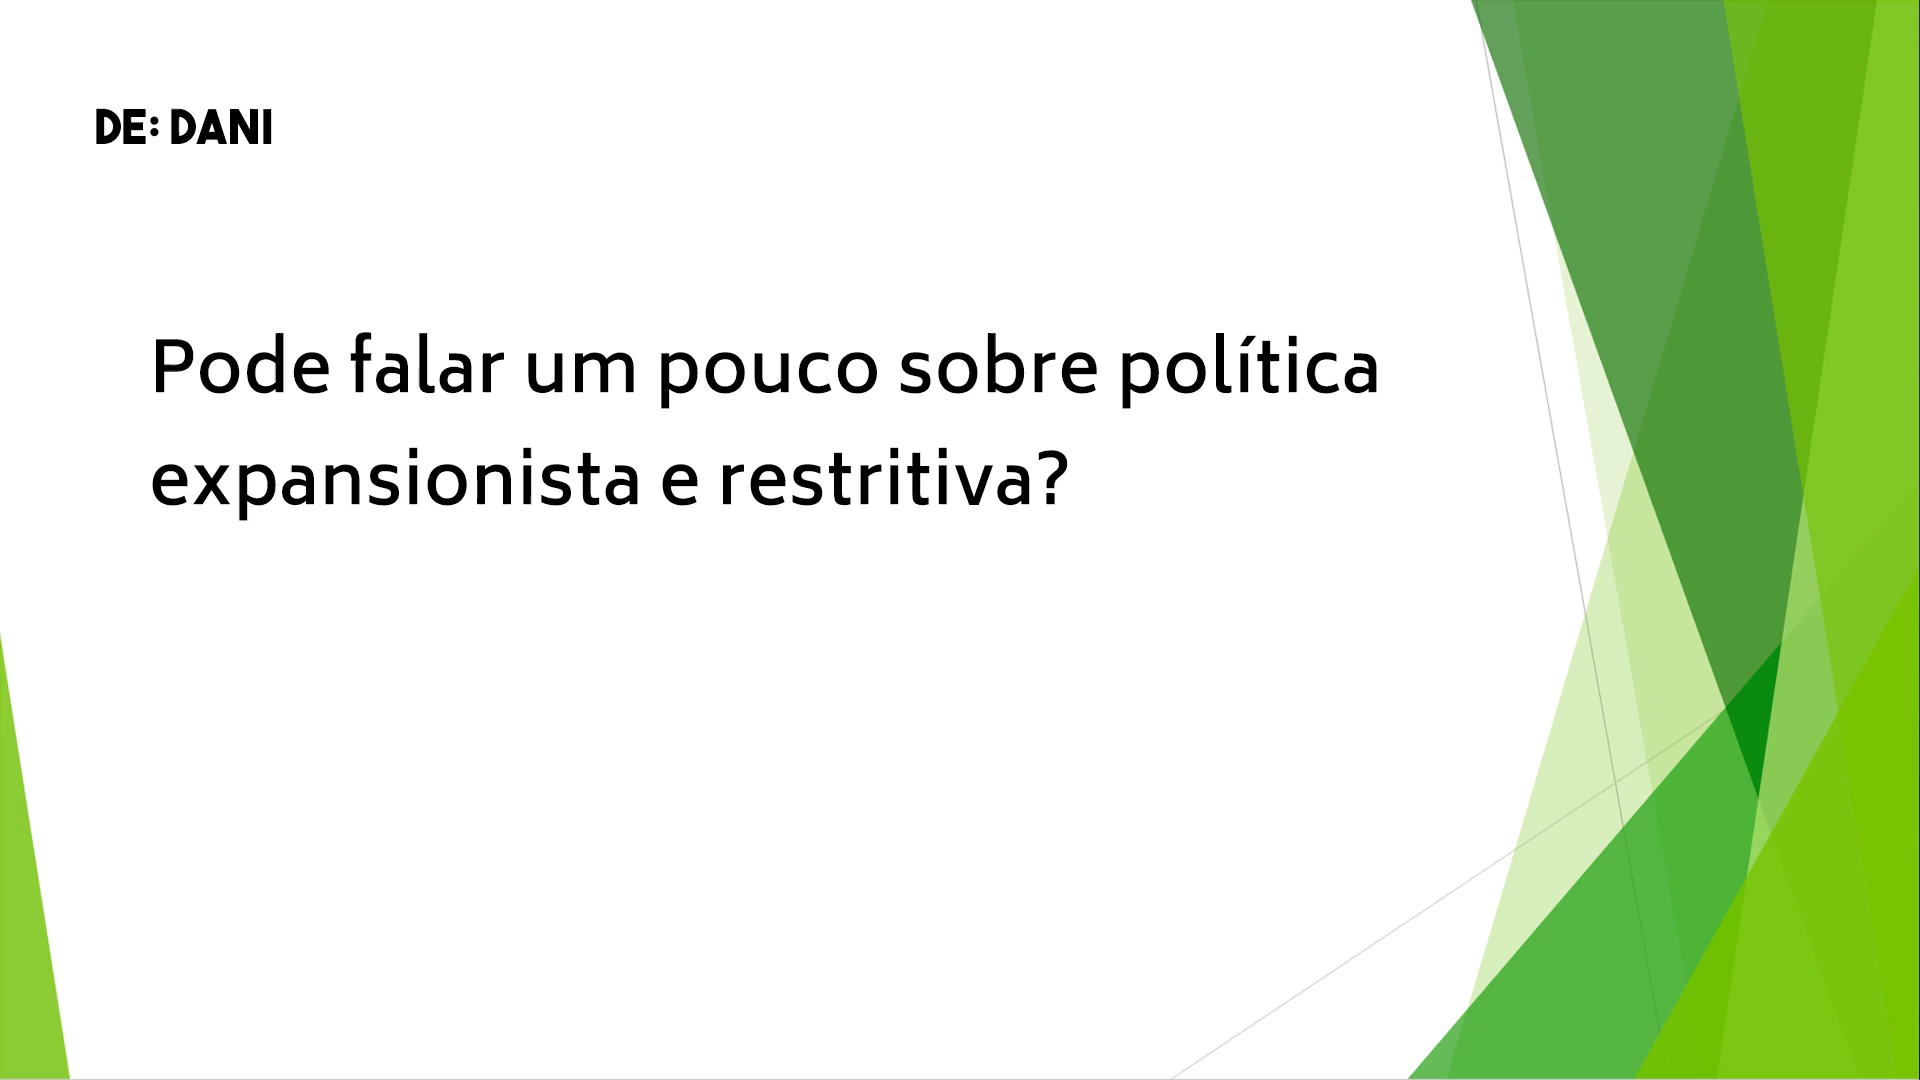 DE: DANI
Pode falar um pouco sobre política
expansionista e restritiva?